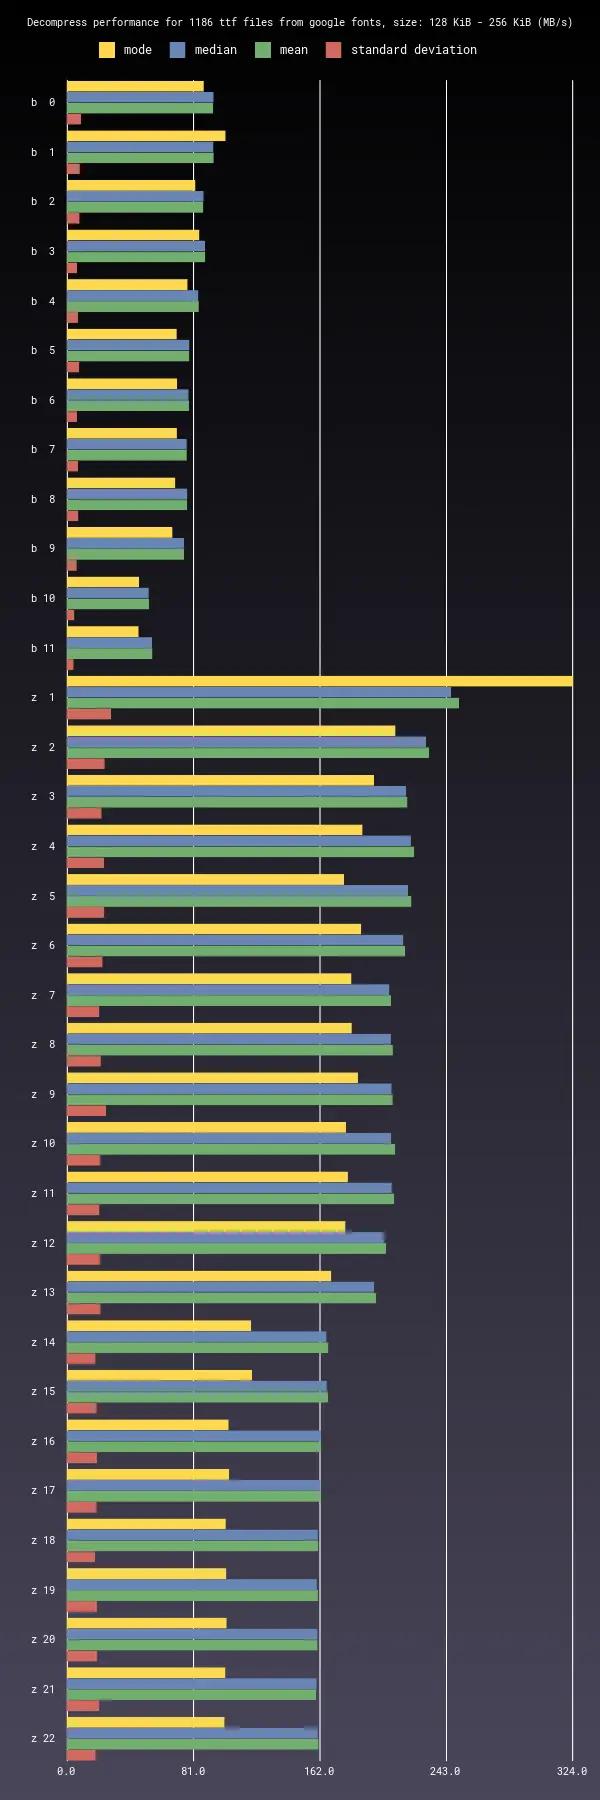 Decompress performance for 1186 ttf files from google fonts, size: 128 KiB - 256 KiB (MB/s)
mode median mean standard deviation
b 0
b 1
b 2
b 3
b 4
b 5
b 6
b 7
b 8
b 9
b 10
b 11
z 1
z 2
z 3
z 4
z 5
z 6
z 7
z 8
z 9
z 10
z 11
z 12
z 13
z 14
z 15
z 16
z 17
z 18
z 19
z 20
z 21
z 22
0.0 81.0 162.0 243.0 324.0